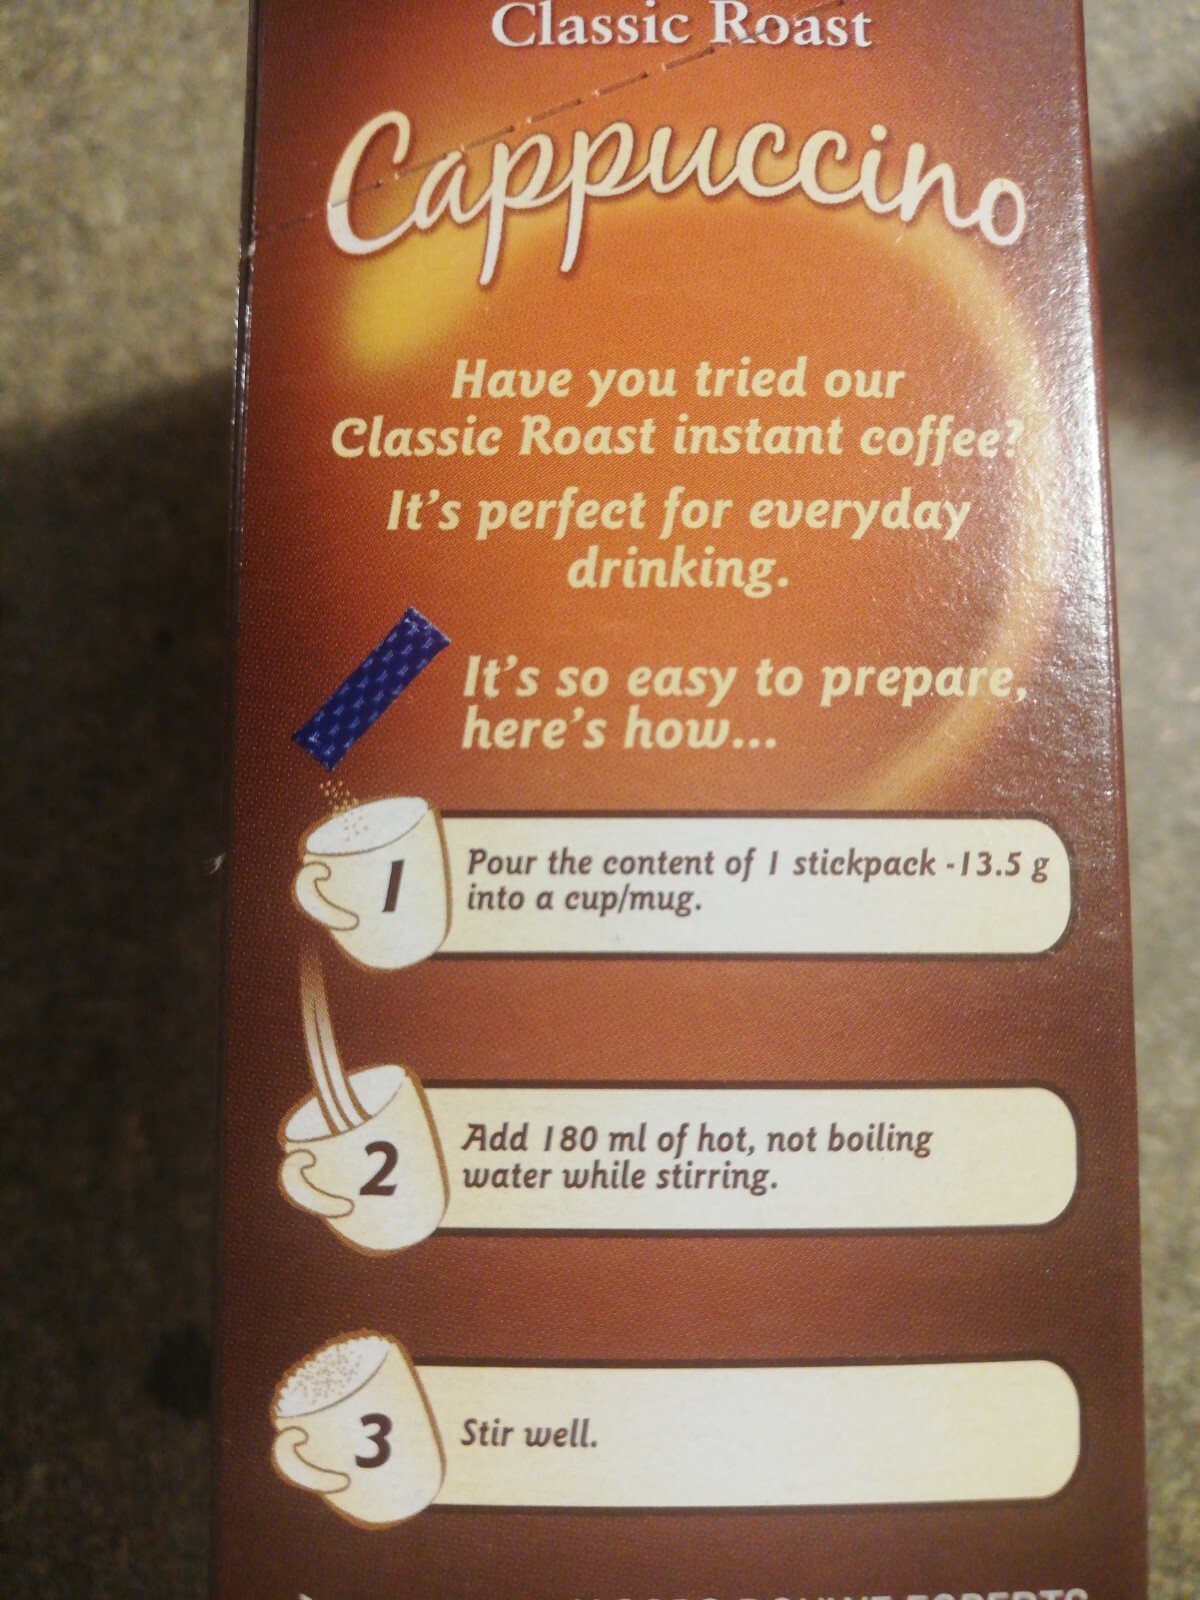 Classic Roast
Cappuccino
Have you tried our
Classic Roast instant coffee?
It's perfect for everyday
drinking.
It's so easy to prepare,
here's how...
1
Pour the content of 1 stickpack -13.5 g
into a cup/mug.
2
Add 180 ml of hot, not boiling
water while stirring.
3
Stir well.